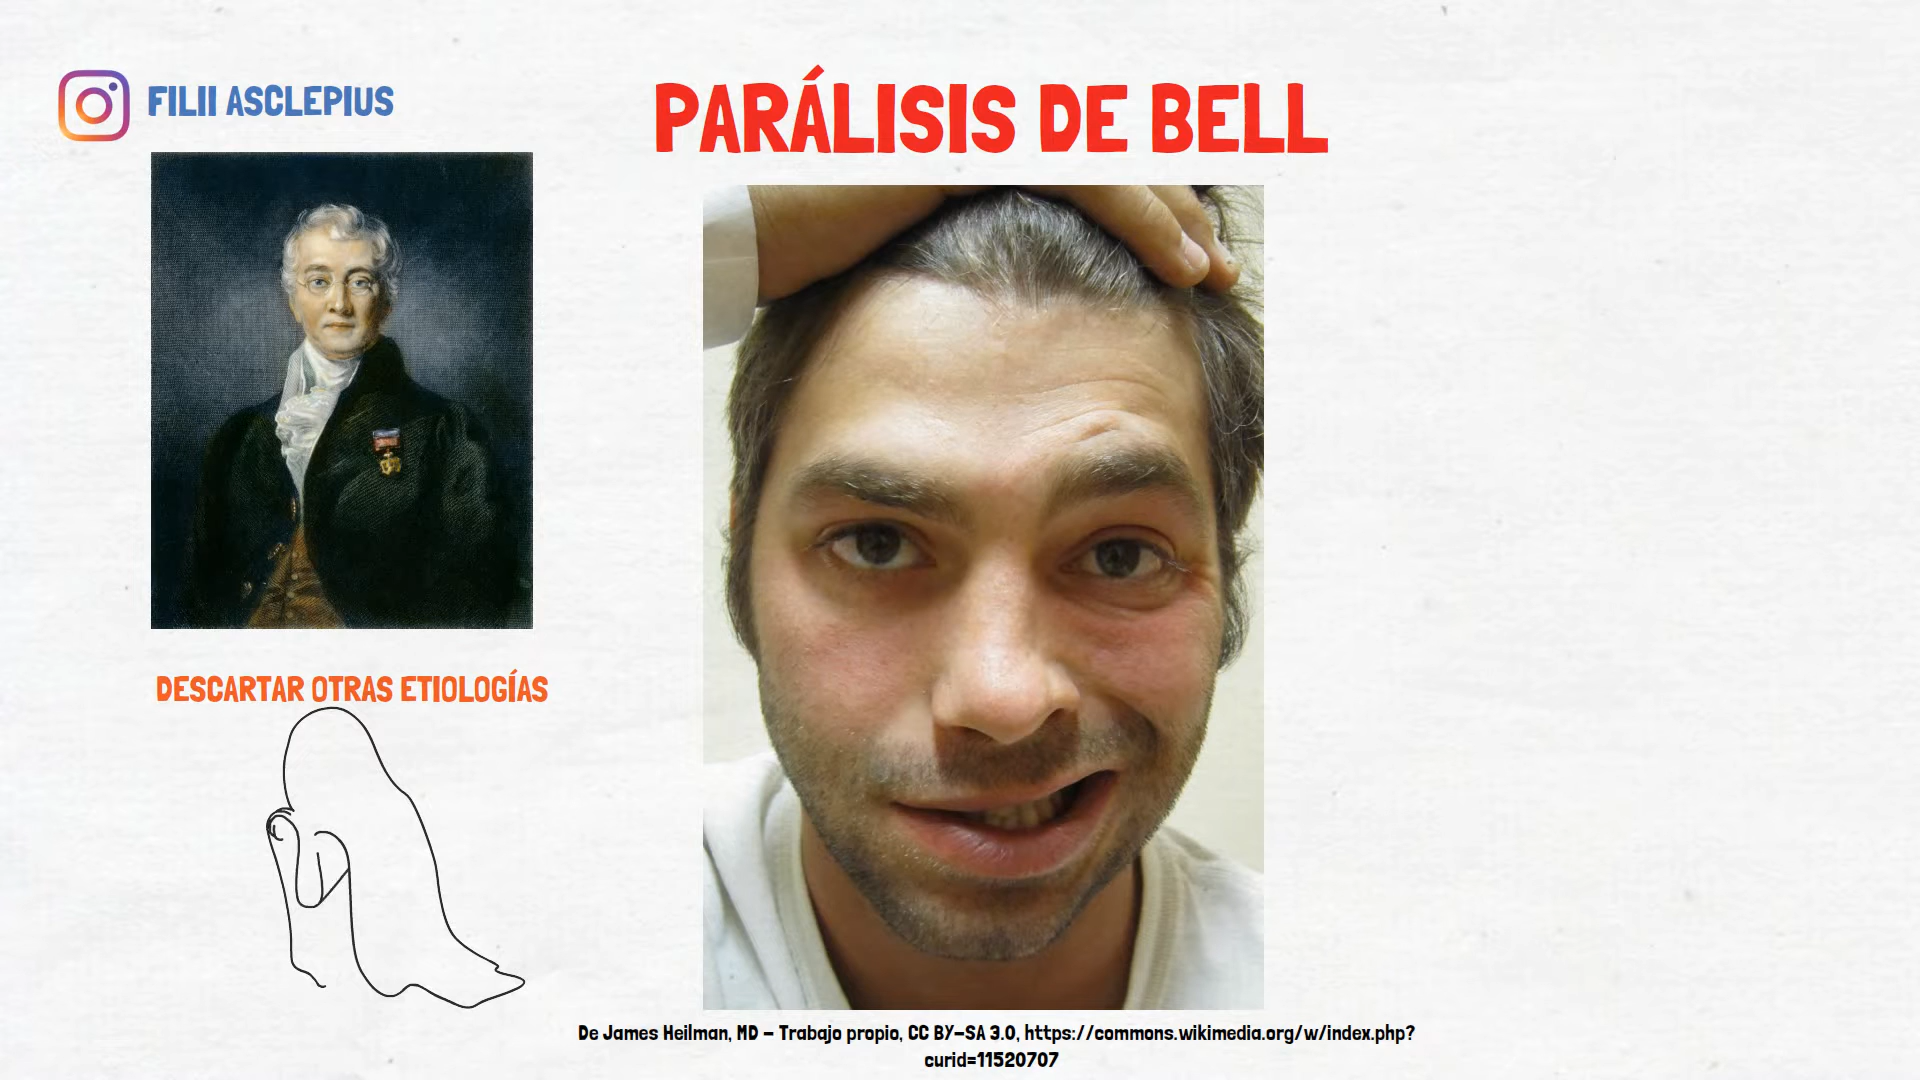 FILII ASCLEPIUS
PARÁLISIS DE BELL
DESCARTAR OTRAS ETIOLOGÍAS
De James Heilman, MD - Trabajo propio, CC BY-SA 3.0, https://commons.wikimedia.org/w/index.php?
curid=11520707